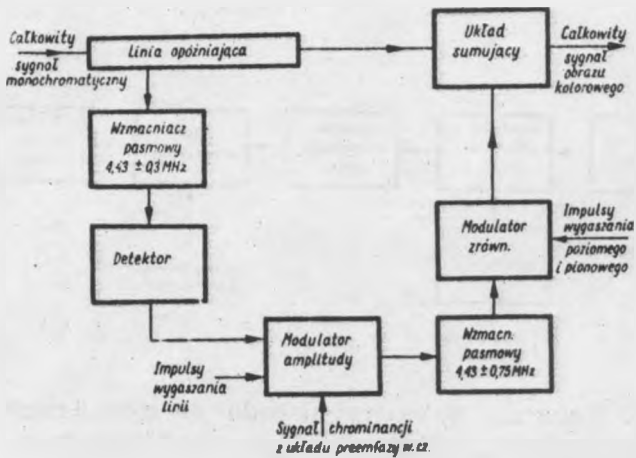 Całkowity
sygnał
monochromatyczny
Linia opóźniająca
Układ
sumujący
Całkowity
sygnał
obrazu
kolorowego
Wzmacniacz
pasmowy
4,43 ± 0,3 MHz
Detektor
Modulator
zrówn.
Impulsy
wygaszania
poziomego
i pionowego
Modulator
amplitudy
Wzmacn.
pasmowy
4,43 ± 0,75 MHz
Impulsy
wygaszania
linii
Sygnał chrominancji
z układu preemfazy w.cz.